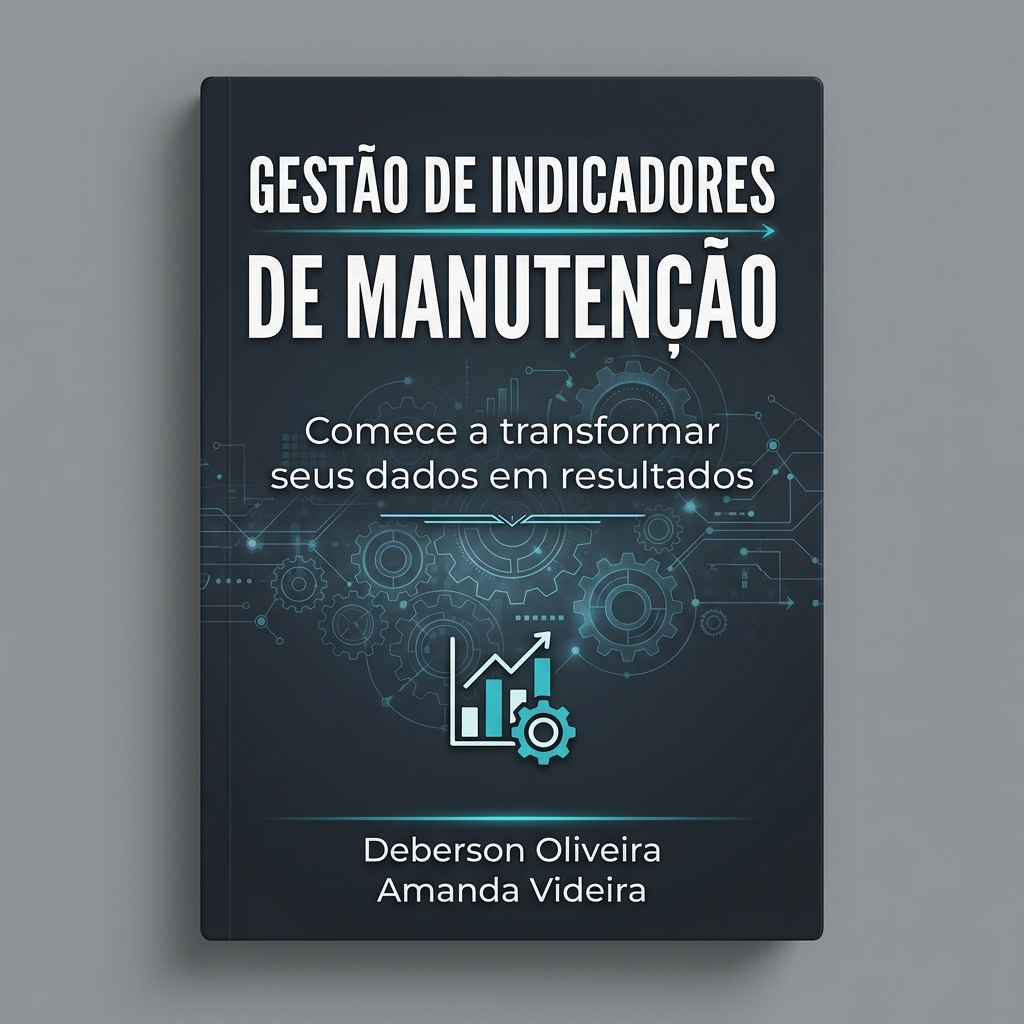 GESTÃO DE INDICADORES
DE MANUTENÇÃO
Comece a transformar
seus dados em resultados
Deberson Oliveira
Amanda Videira